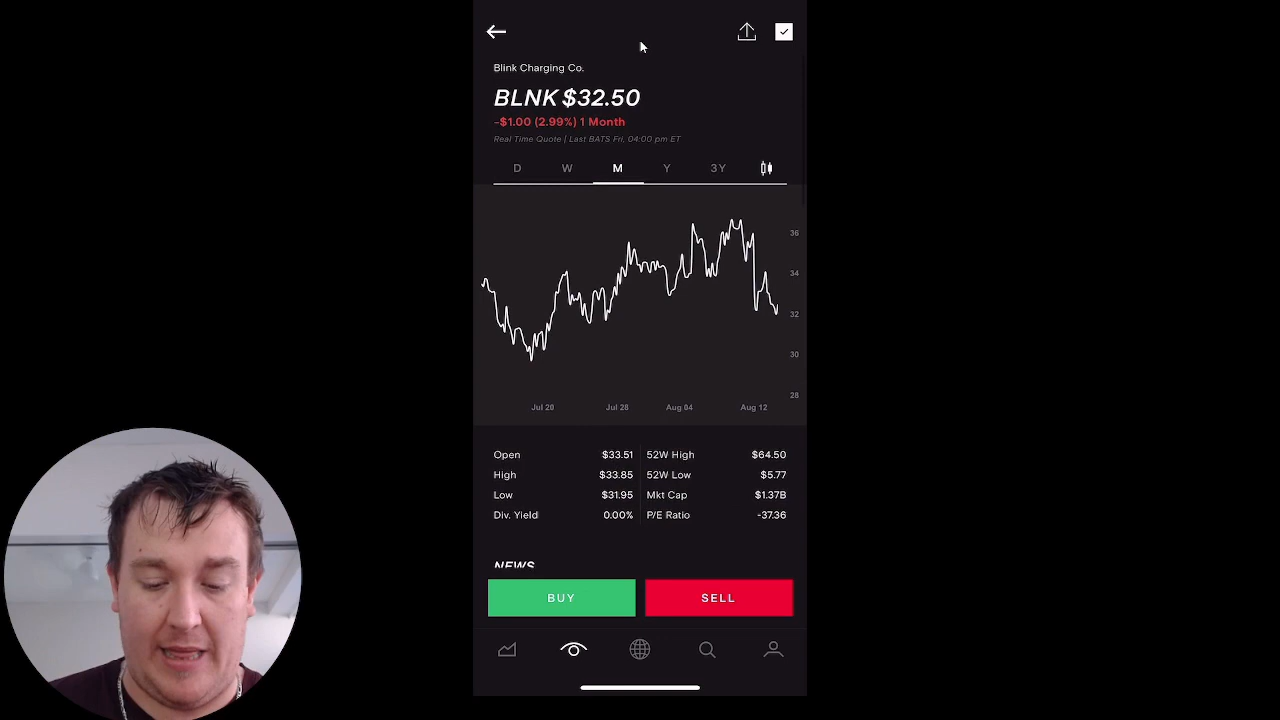 Blink Charging Co.
BLNK $32.50
-$1.00 (2.99%) 1 Month
Real Time Quote | Last BATS Fri, 04:00 pm ET
D W M Y 3Y
36
34
32
30
28
Jul 20 Jul 28 Aug 04 Aug 12
Open $33.51 52W High $64.50
High $33.85 52W Low $5.77
Low $31.95 Mkt Cap $1.37B
Div. Yield 0.00% P/E Ratio -37.36
NEWS
BUY SELL